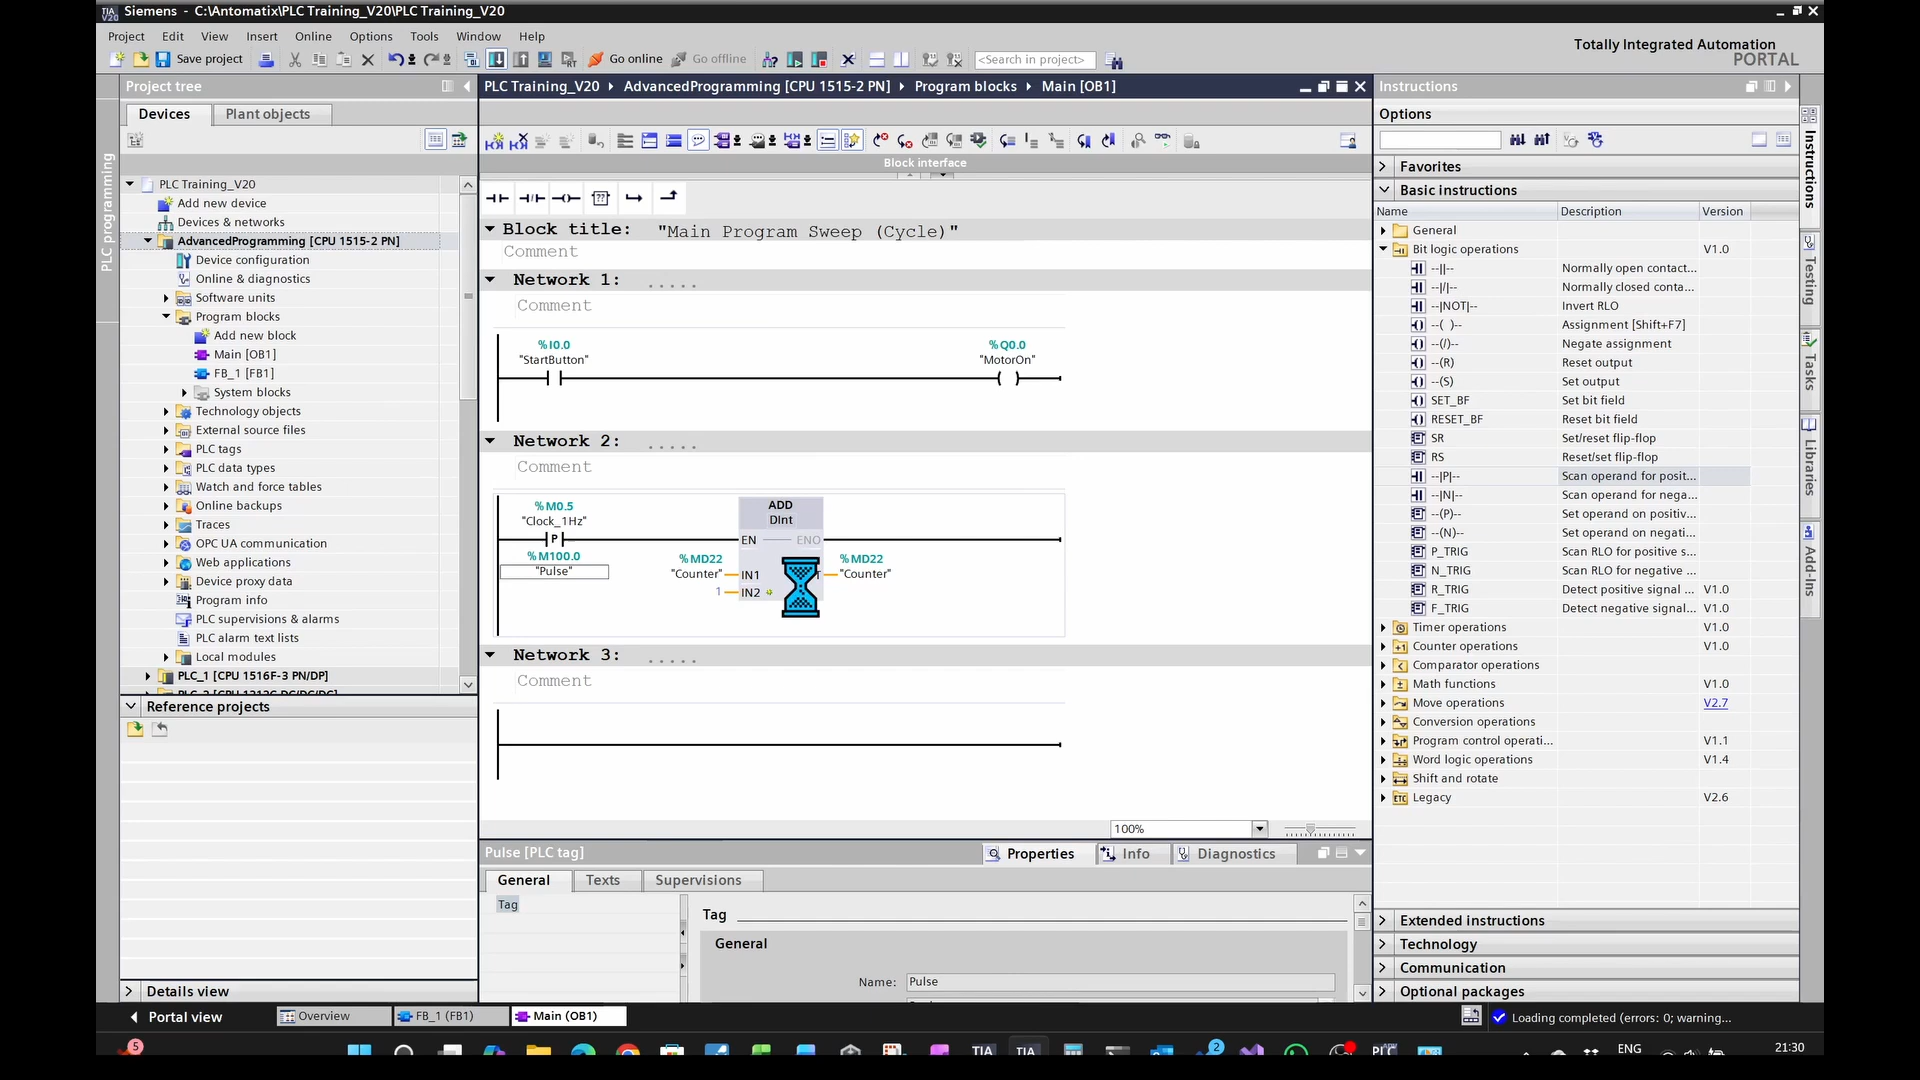 Siemens - C:\Antomatix\PLC Training_V20\PLC Training_V20
Project Edit View Insert Online Options Tools Window Help
Totally Integrated Automation
PORTAL
Save project
Go online
Go offline
<Search in project>
Project tree
PLC Training_V20 AdvancedProgramming [CPU 1515-2 PN] Program blocks Main [OB1]
Instructions
Devices
Plant objects
Options
Block interface
PLC programming
PLC Training_V20
Add new device
Devices & networks
AdvancedProgramming [CPU 1515-2 PN]
Device configuration
Online & diagnostics
Software units
Program blocks
Add new block
Main [OB1]
FB_1 [FB1]
System blocks
Technology objects
External source files
PLC tags
PLC data types
Watch and force tables
Online backups
Traces
OPC UA communication
Web applications
Device proxy data
Program info
PLC supervisions & alarms
PLC alarm text lists
Local modules
PLC_1 [CPU 1516F-3 PN/DP]
Reference projects
Details view
Block title: "Main Program Sweep (Cycle)"
Comment
Network 1: .....
Comment
%I0.0
"StartButton"
%Q0.0
"MotorOn"
Network 2: .....
Comment
%M0.5
"Clock_1Hz"
P
%M100.0
"Pulse"
ADD
DInt
EN ENO
%MD22
"Counter" IN1
1 IN2
%MD22
"Counter"
Network 3: .....
Comment
100%
Pulse [PLC tag]
Properties Info Diagnostics
General Texts Supervisions
Tag
Tag
General
Name: Pulse
Favorites
Basic instructions
Name Description Version
General
Bit logic operations V1.0
--||-- Normally open contact...
--|/|-- Normally closed conta...
--|NOT|-- Invert RLO
--( )-- Assignment [Shift+F7]
--(/)-- Negate assignment
--(R) Reset output
--(S) Set output
SET_BF Set bit field
RESET_BF Reset bit field
SR Set/reset flip-flop
RS Reset/set flip-flop
--|P|-- Scan operand for posit...
--|N|-- Scan operand for nega...
--(P)-- Set operand on positiv...
--(N)-- Set operand on negati...
P_TRIG Scan RLO for positive s...
N_TRIG Scan RLO for negative ...
R_TRIG Detect positive signal ... V1.0
F_TRIG Detect negative signal... V1.0
Timer operations V1.0
Counter operations V1.0
Comparator operations
Math functions V1.0
Move operations V2.7
Conversion operations
Program control operati... V1.1
Word logic operations V1.4
Shift and rotate
Legacy V2.6
Extended instructions
Technology
Communication
Optional packages
Instructions
Testing
Tasks
Libraries
Add-Ins
Portal view
Overview
FB_1 (FB1)
Main (OB1)
Loading completed (errors: 0; warning...
5
TIA
TIA
2
PLC
ENG
21:30